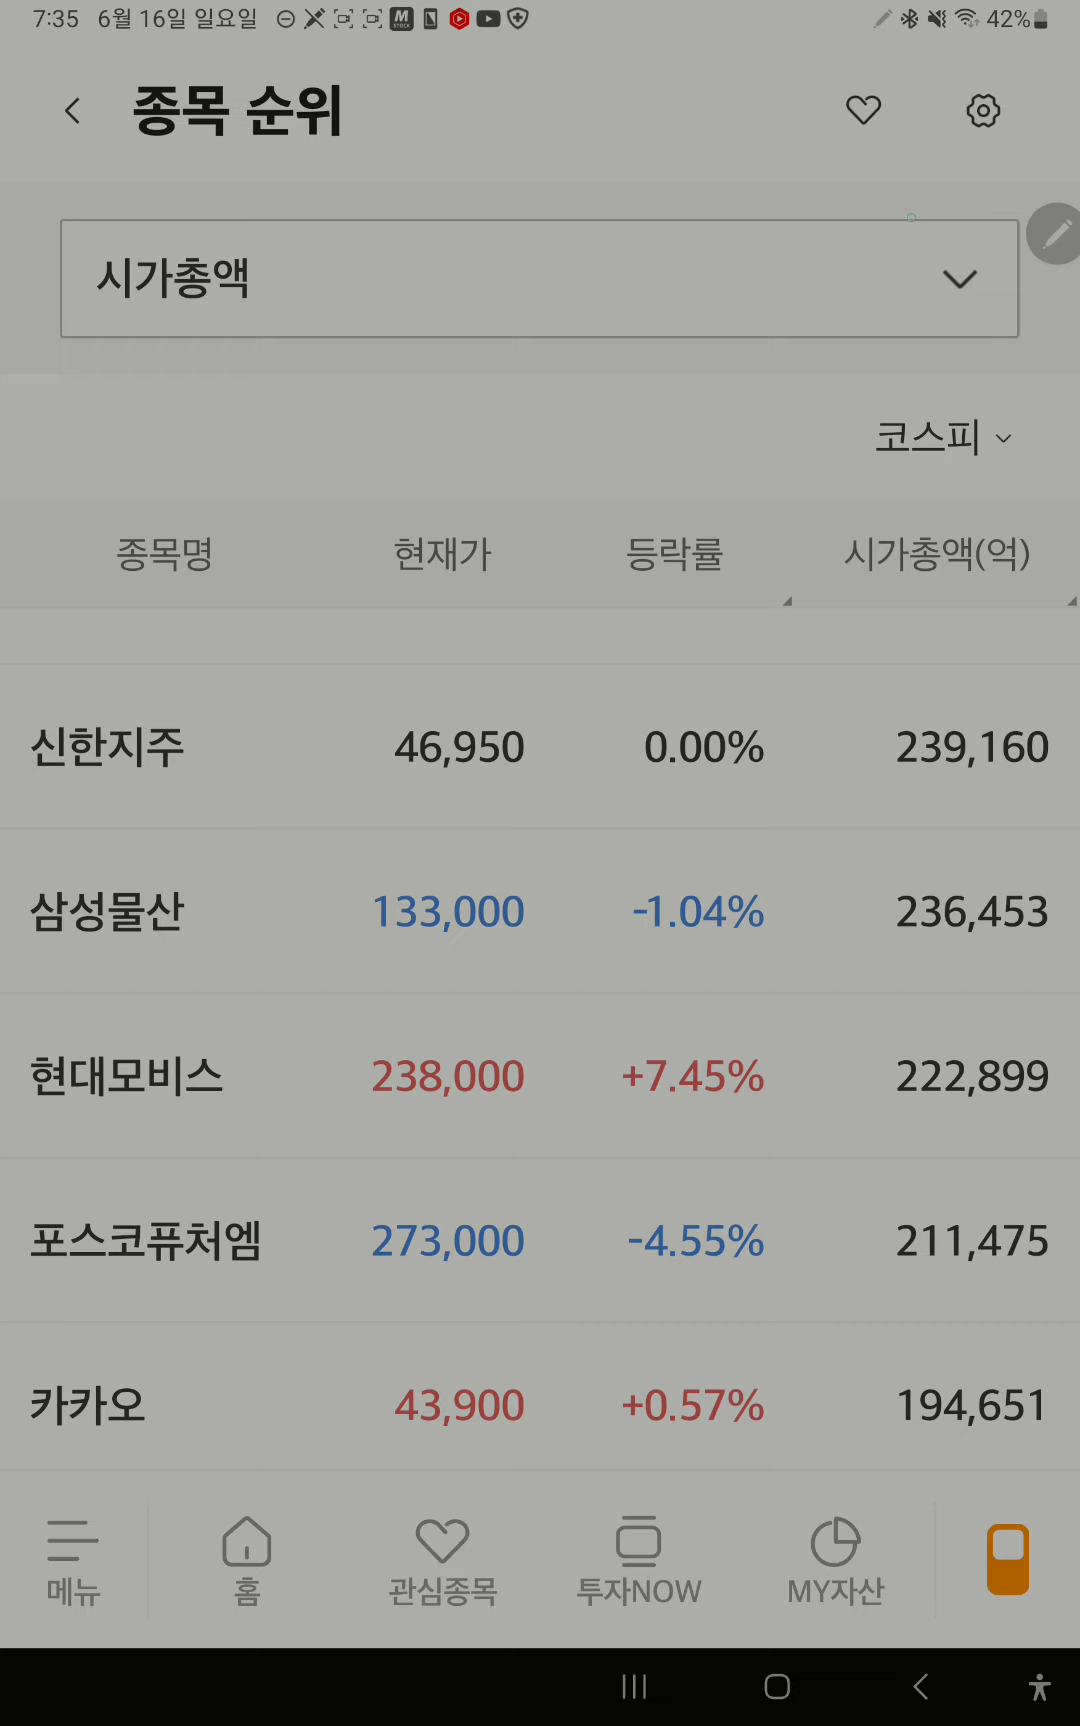 7:35 6월 16일 일요일 42%
종목 순위
시가총액
코스피
종목명 현재가 등락률 시가총액(억)
신한지주 46,950 0.00% 239,160
삼성물산 133,000 -1.04% 236,453
현대모비스 238,000 +7.45% 222,899
포스코퓨처엠 273,000 -4.55% 211,475
카카오 43,900 +0.57% 194,651
메뉴 홈 관심종목 투자NOW MY자산